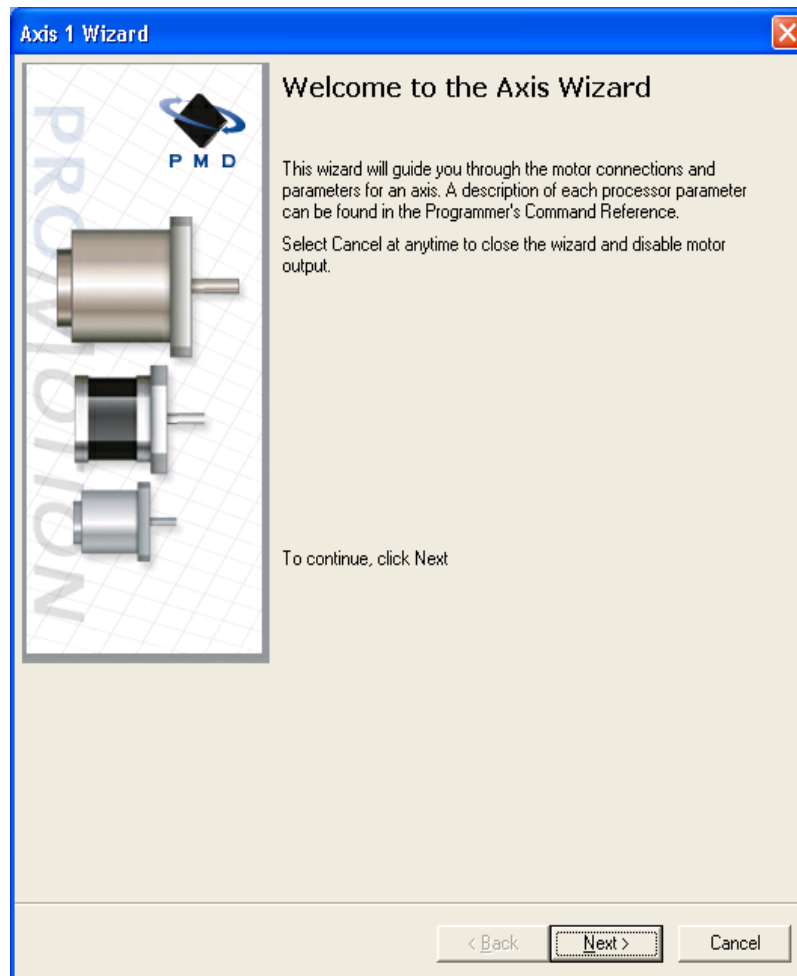 Axis 1 Wizard
PRO/MOTION
P M D
Welcome to the Axis Wizard
This wizard will guide you through the motor connections and
parameters for an axis. A description of each processor parameter
can be found in the Programmer's Command Reference.
Select Cancel at anytime to close the wizard and disable motor
output.
To continue, click Next
< Back
Next >
Cancel